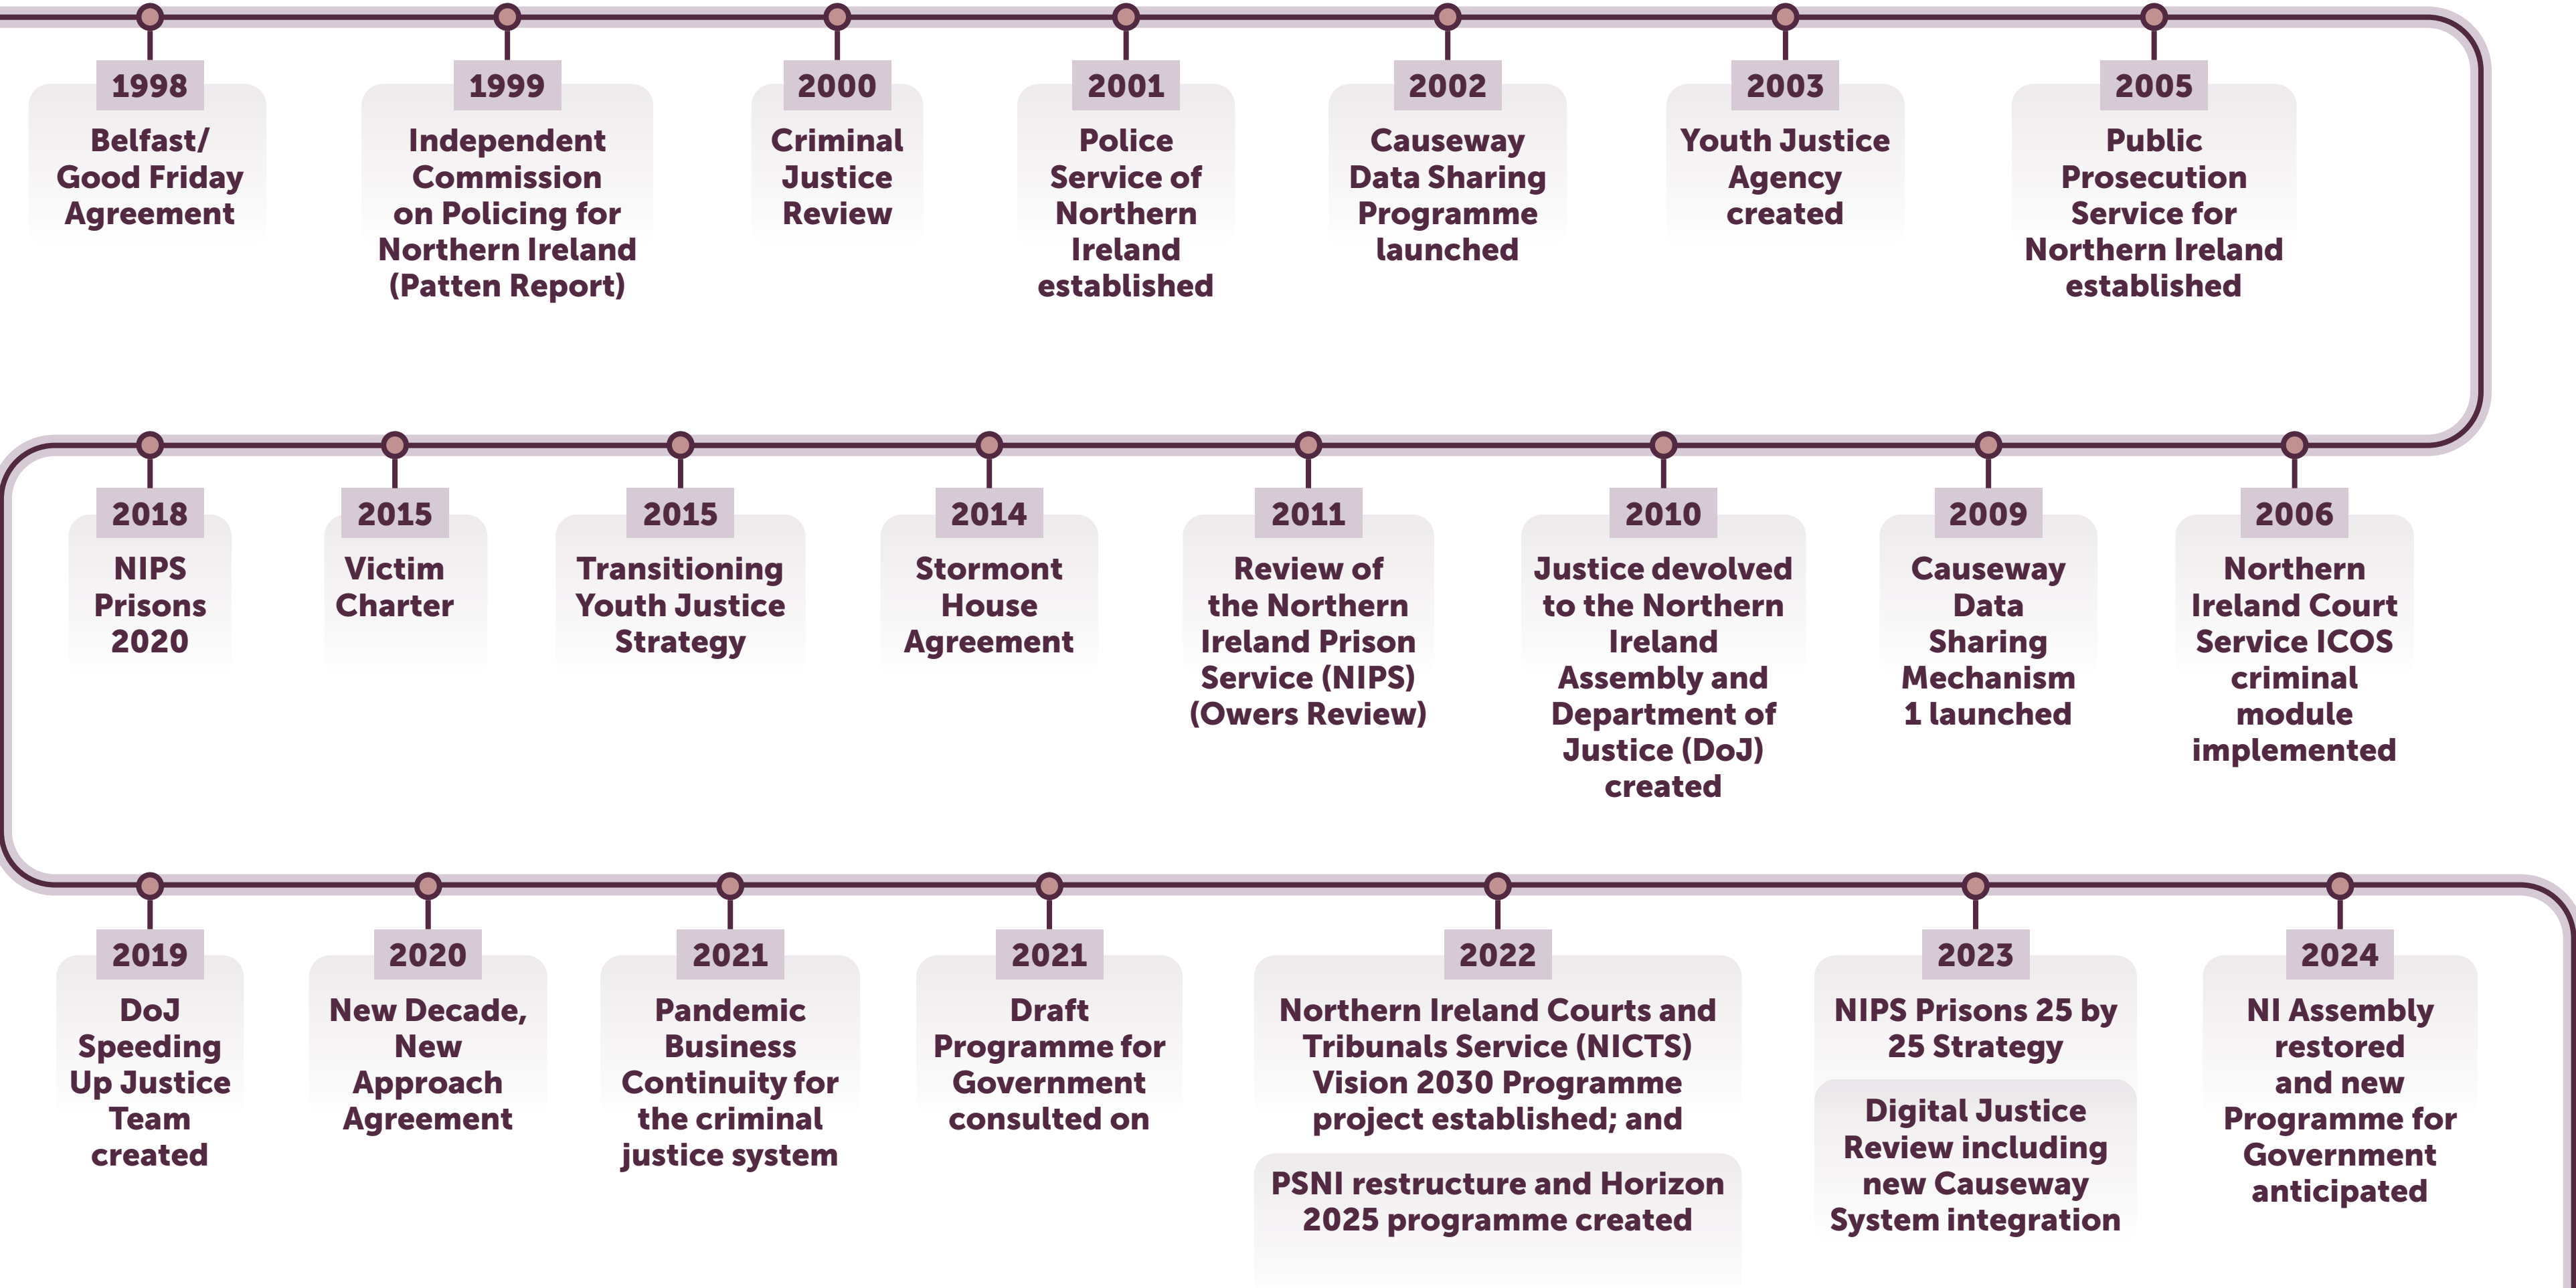 1998
Belfast/
Good Friday
Agreement
1999
Independent
Commission
on Policing for
Northern Ireland
(Patten Report)
2000
Criminal
Justice
Review
2001
Police
Service of
Northern
Ireland
established
2002
Causeway
Data Sharing
Programme
launched
2003
Youth Justice
Agency
created
2005
Public
Prosecution
Service for
Northern Ireland
established
2006
Northern
Ireland Court
Service ICOS
criminal
module
implemented
2009
Causeway
Data
Sharing
Mechanism
1 launched
2010
Justice devolved
to the Northern
Ireland
Assembly and
Department of
Justice (DoJ)
created
2011
Review of
the Northern
Ireland Prison
Service (NIPS)
(Owers Review)
2014
Stormont
House
Agreement
2015
Transitioning
Youth Justice
Strategy
2015
Victim
Charter
2018
NIPS
Prisons
2020
2019
DoJ
Speeding
Up Justice
Team
created
2020
New Decade,
New
Approach
Agreement
2021
Pandemic
Business
Continuity for
the criminal
justice system
2021
Draft
Programme for
Government
consulted on
2022
Northern Ireland Courts and
Tribunals Service (NICTS)
Vision 2030 Programme
project established; and
PSNI restructure and Horizon
2025 programme created
2023
NIPS Prisons 25 by
25 Strategy
Digital Justice
Review including
new Causeway
System integration
2024
NI Assembly
restored
and new
Programme for
Government
anticipated